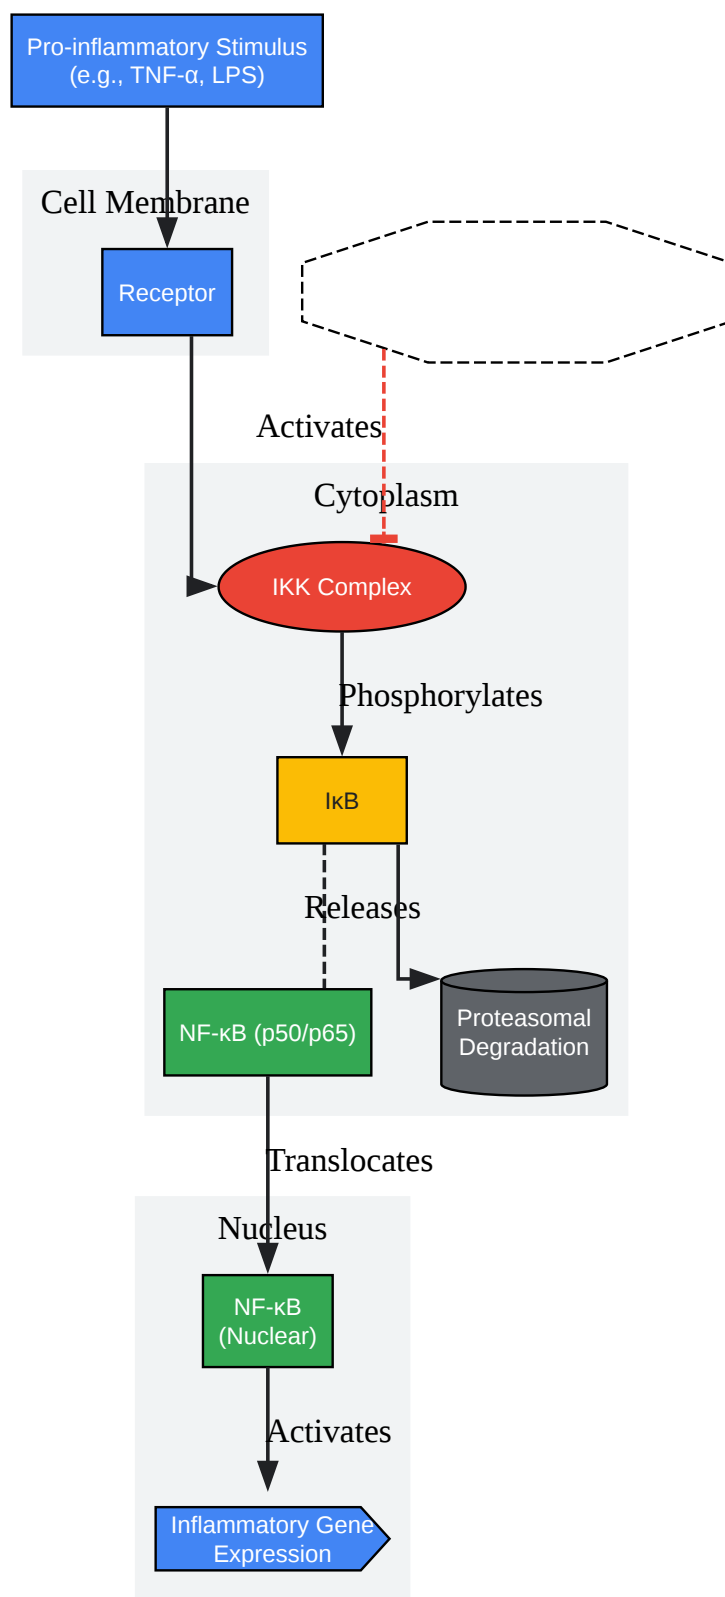 Pro-inflammatory Stimulus
(e.g., TNF-α, LPS)
Cell Membrane
Receptor
Activates
Cytoplasm
IKK Complex
Phosphorylates
IκB
Releases
NF-κB (p50/p65)
Proteasomal
Degradation
Translocates
Nucleus
NF-κB
(Nuclear)
Activates
Inflammatory Gene
Expression